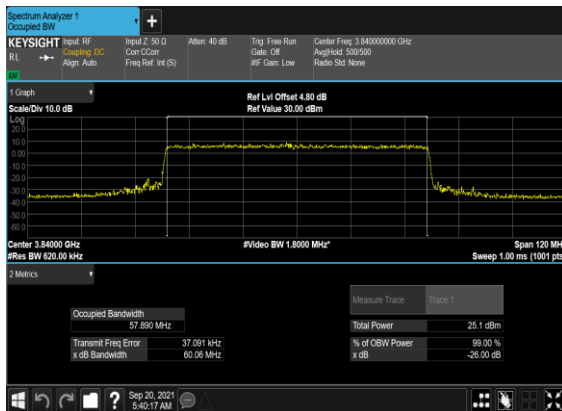 Spectrum Analyzer 1
Occupied BW
KEYSIGHT Input: RF Input Z: 50 Ω Atten: 40 dB Trig: Free Run Center Freq: 3.840000000 GHz
RL Coupling: DC Corr CCorr Gate: Off Avg|Hold: 500/500
Align: Auto Freq Ref: Int (S) #IF Gain: Low Radio Std: None
1 Graph
Ref Lvl Offset 4.80 dB
Scale/Div 10.0 dB Ref Value 30.00 dBm
Log
20.0
10.0
0.00
-10.0
-20.0
-30.0
-40.0
-50.0
-60.0
Center 3.84000 GHz #Video BW 1.8000 MHz* Span 120 MH
#Res BW 620.00 kHz Sweep 1.00 ms (1001 pts
2 Metrics
Measure Trace Trace 1
Occupied Bandwidth
57.890 MHz Total Power 25.1 dBm
Transmit Freq Error 37.091 kHz % of OBW Power 99.00 %
x dB Bandwidth 60.06 MHz x dB -26.00 dB
Sep 20, 2021
5:40:17 AM